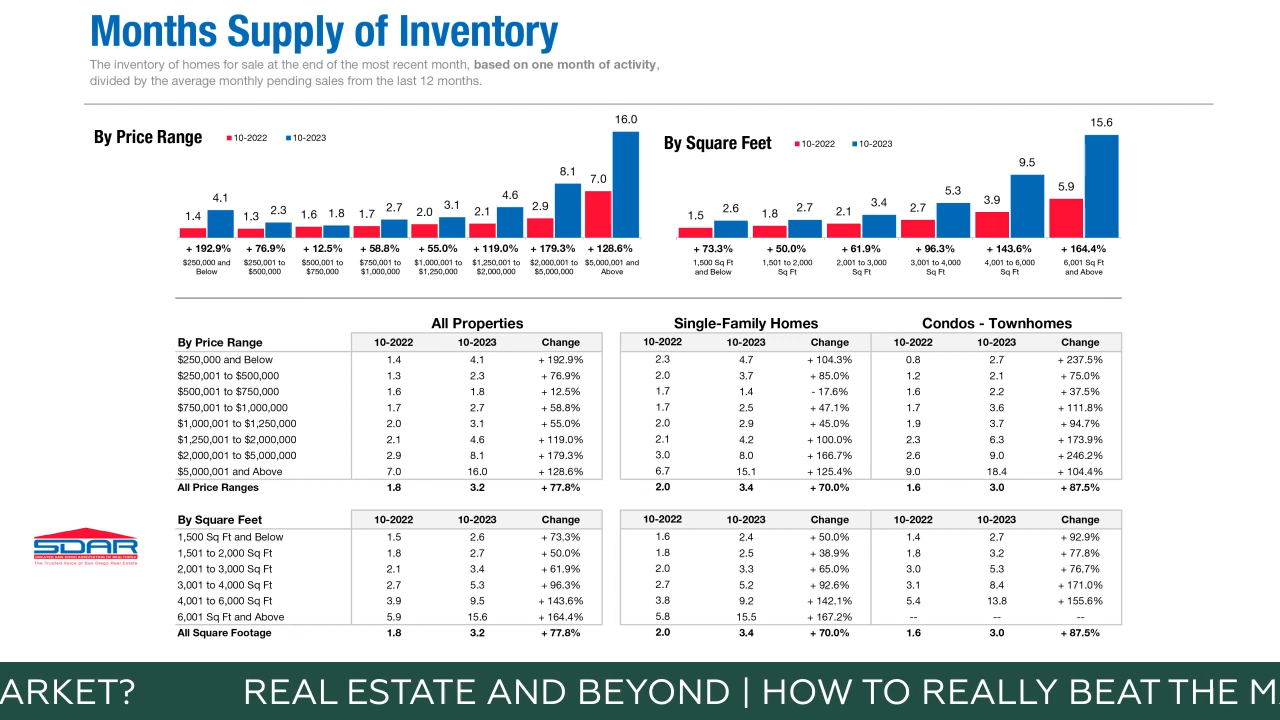 Months Supply of Inventory
The inventory of homes for sale at the end of the most recent month, based on one month of activity,
divided by the average monthly pending sales from the last 12 months.
By Price Range
10-2022 10-2023
1.4 4.1 1.3 2.3 1.6 1.8 1.7 2.7 2.0 3.1 2.1 4.6 2.9 8.1 7.0 16.0
+ 192.9% + 76.9% + 12.5% + 58.8% + 55.0% + 119.0% + 179.3% + 128.6%
$250,000 and $250,001 to $500,001 to $750,001 to $1,000,001 to $1,250,001 to $2,000,001 to $5,000,001 and
Below $500,000 $750,000 $1,000,000 $1,250,000 $2,000,000 $5,000,000 Above
By Square Feet
10-2022 10-2023
1.5 2.6 1.8 2.7 2.1 3.4 2.7 5.3 3.9 9.5 5.9 15.6
+ 73.3% + 50.0% + 61.9% + 96.3% + 143.6% + 164.4%
1,500 Sq Ft 1,501 to 2,000 2,001 to 3,000 3,001 to 4,000 4,001 to 6,000 6,001 Sq Ft
and Below Sq Ft Sq Ft Sq Ft Sq Ft and Above
All Properties Single-Family Homes Condos - Townhomes
By Price Range 10-2022 10-2023 Change 10-2022 10-2023 Change 10-2022 10-2023 Change
$250,000 and Below 1.4 4.1 + 192.9% 2.3 4.7 + 104.3% 0.8 2.7 + 237.5%
$250,001 to $500,000 1.3 2.3 + 76.9% 2.0 3.7 + 85.0% 1.2 2.1 + 75.0%
$500,001 to $750,000 1.6 1.8 + 12.5% 1.7 1.4 - 17.6% 1.6 2.2 + 37.5%
$750,001 to $1,000,000 1.7 2.7 + 58.8% 1.7 2.5 + 47.1% 1.7 3.6 + 111.8%
$1,000,001 to $1,250,000 2.0 3.1 + 55.0% 2.0 2.9 + 45.0% 1.9 3.7 + 94.7%
$1,250,001 to $2,000,000 2.1 4.6 + 119.0% 2.1 4.2 + 100.0% 2.3 6.3 + 173.9%
$2,000,001 to $5,000,000 2.9 8.1 + 179.3% 3.0 8.0 + 166.7% 2.6 9.0 + 246.2%
$5,000,001 and Above 7.0 16.0 + 128.6% 6.7 15.1 + 125.4% 9.0 18.4 + 104.4%
All Price Ranges 1.8 3.2 + 77.8% 2.0 3.4 + 70.0% 1.6 3.0 + 87.5%
By Square Feet 10-2022 10-2023 Change 10-2022 10-2023 Change 10-2022 10-2023 Change
1,500 Sq Ft and Below 1.5 2.6 + 73.3% 1.6 2.4 + 50.0% 1.4 2.7 + 92.9%
1,501 to 2,000 Sq Ft 1.8 2.7 + 50.0% 1.8 2.5 + 38.9% 1.8 3.2 + 77.8%
2,001 to 3,000 Sq Ft 2.1 3.4 + 61.9% 2.0 3.3 + 65.0% 3.0 5.3 + 76.7%
3,001 to 4,000 Sq Ft 2.7 5.3 + 96.3% 2.7 5.2 + 92.6% 3.1 8.4 + 171.0%
4,001 to 6,000 Sq Ft 3.9 9.5 + 143.6% 3.8 9.2 + 142.1% 5.4 13.8 + 155.6%
6,001 Sq Ft and Above 5.9 15.6 + 164.4% 5.8 15.5 + 167.2% -- -- --
All Square Footage 1.8 3.2 + 77.8% 2.0 3.4 + 70.0% 1.6 3.0 + 87.5%
SDAR
GREATER SAN DIEGO ASSOCIATION OF REALTORS
The Trusted Voice of San Diego Real Estate
ARKET? REAL ESTATE AND BEYOND | HOW TO REALLY BEAT THE M